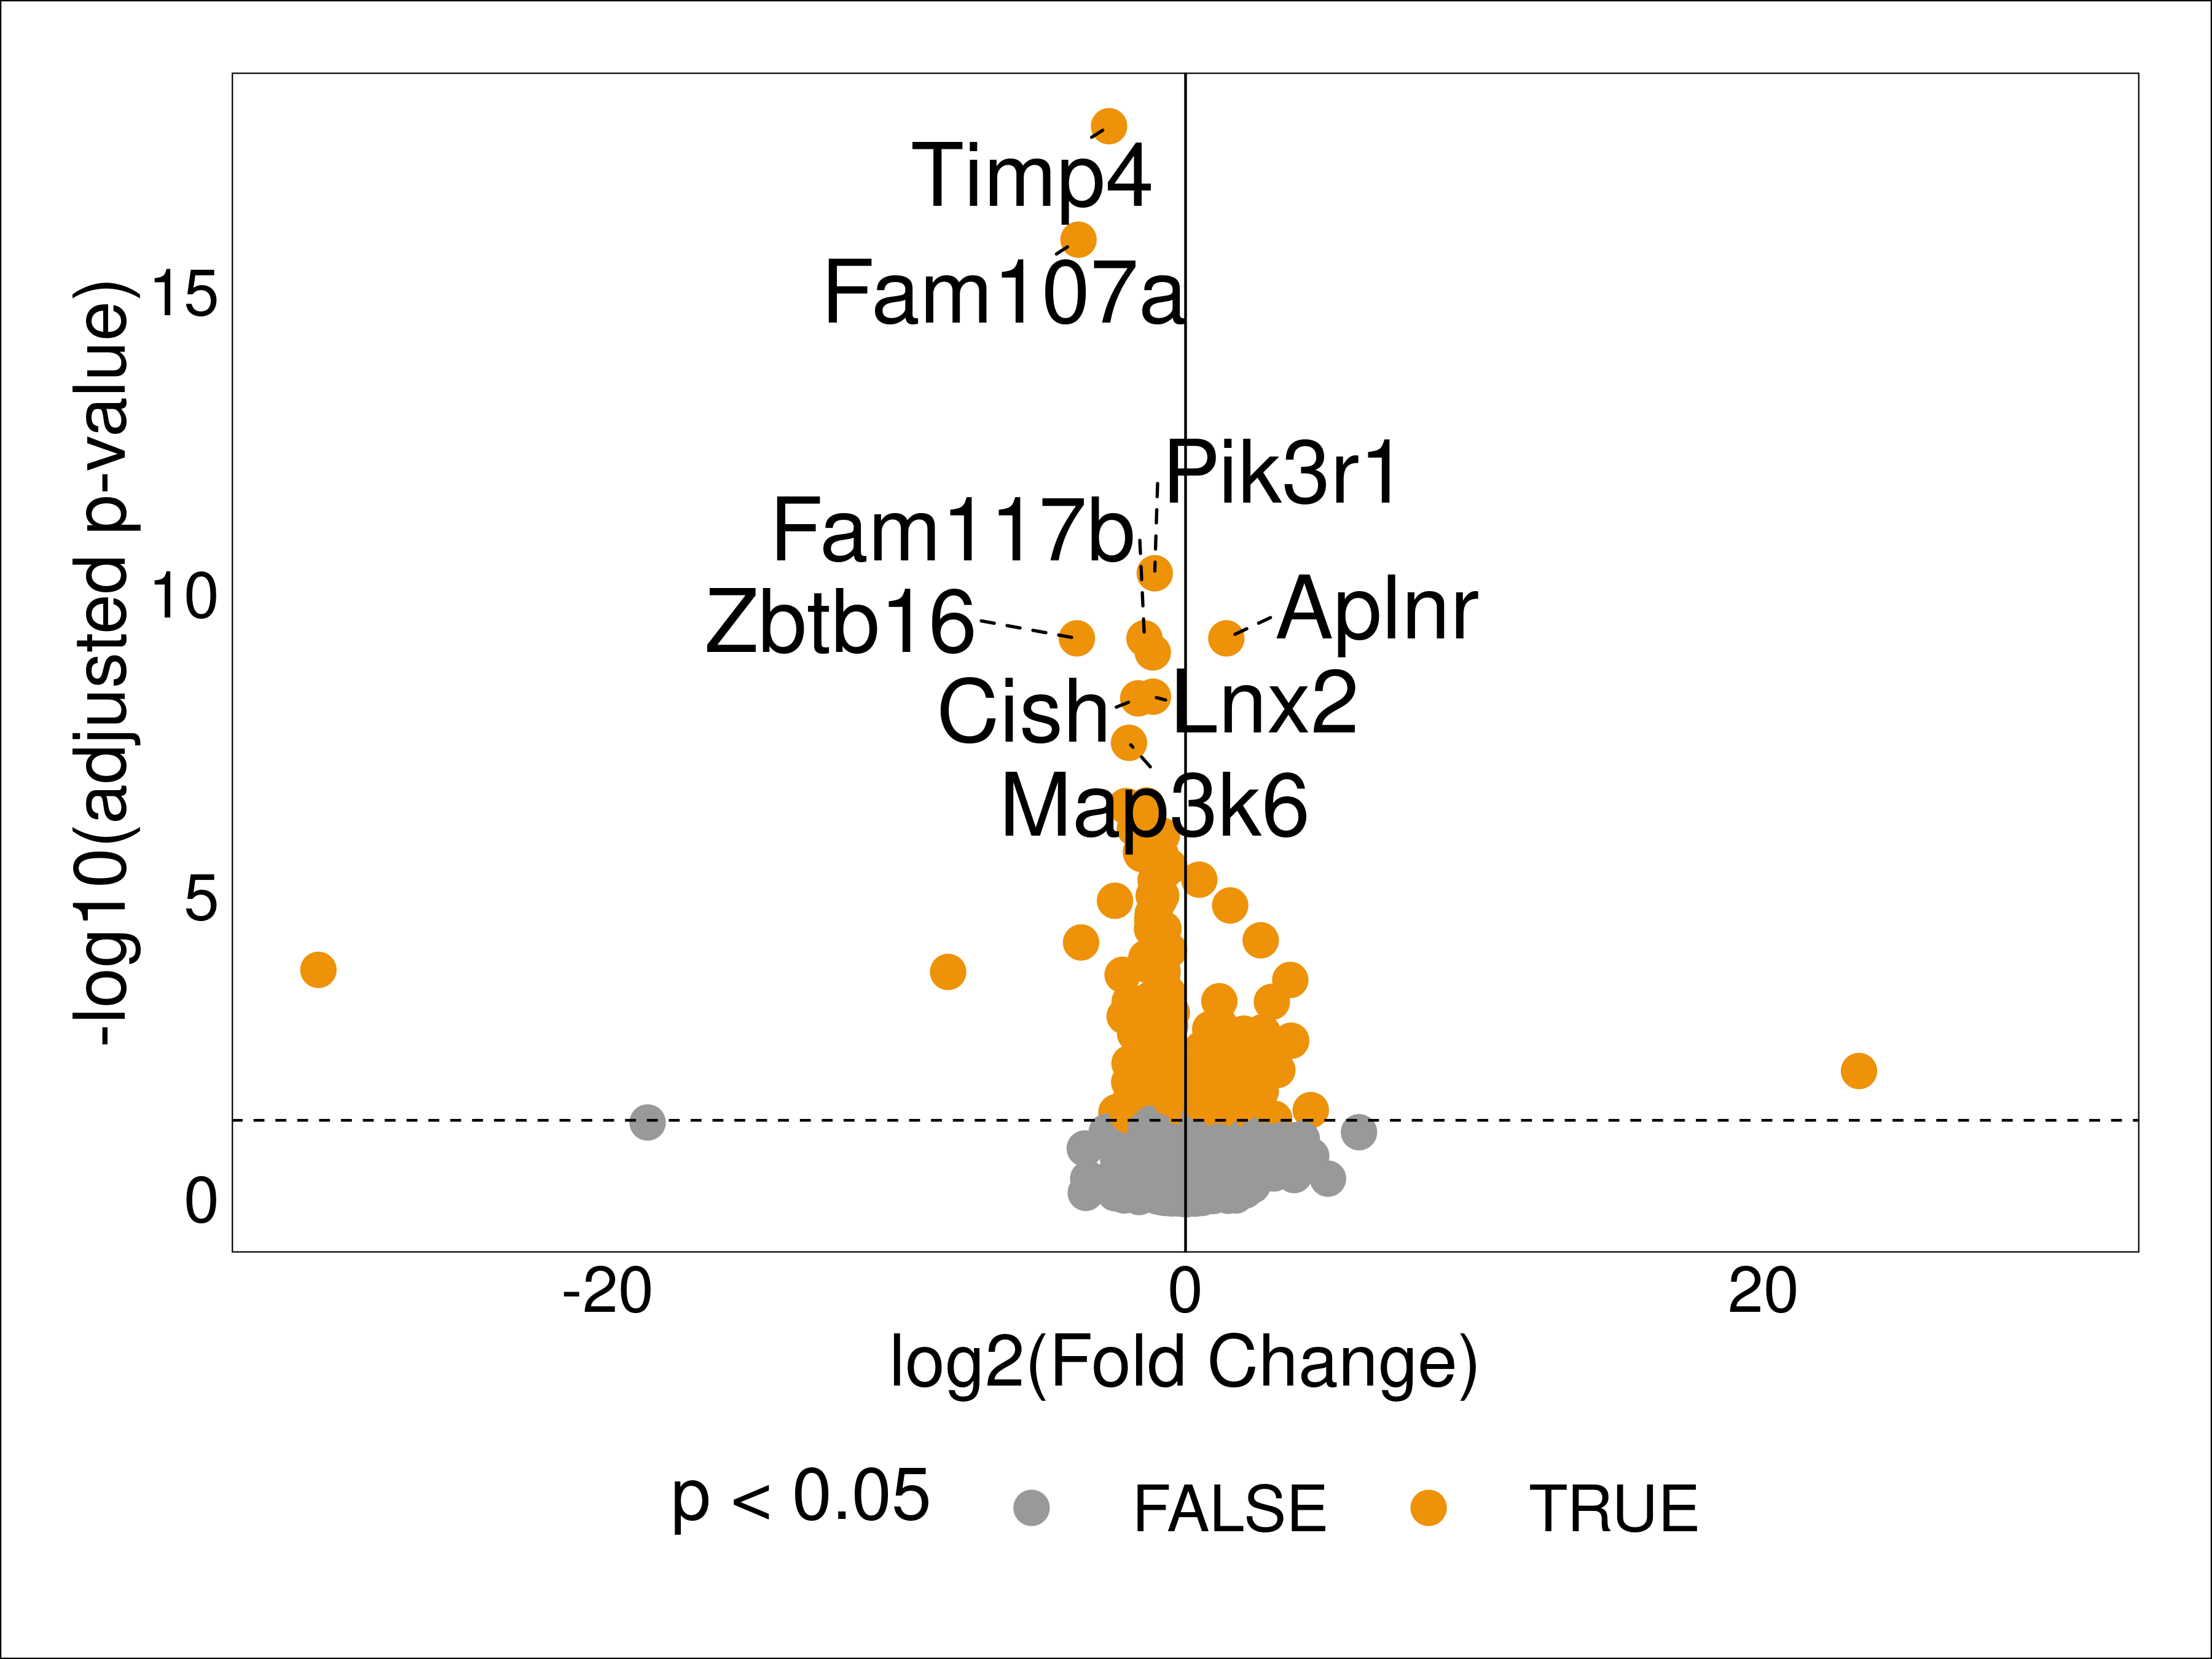 Timp4
Fam107a
Pik3r1
Fam117b
Zbtb16
Aplnr
Cish
Lnx2
Map3k6
-log10(adjusted p-value)
15
10
5
0
-20
0
20
log2(Fold Change)
p < 0.05
FALSE
TRUE